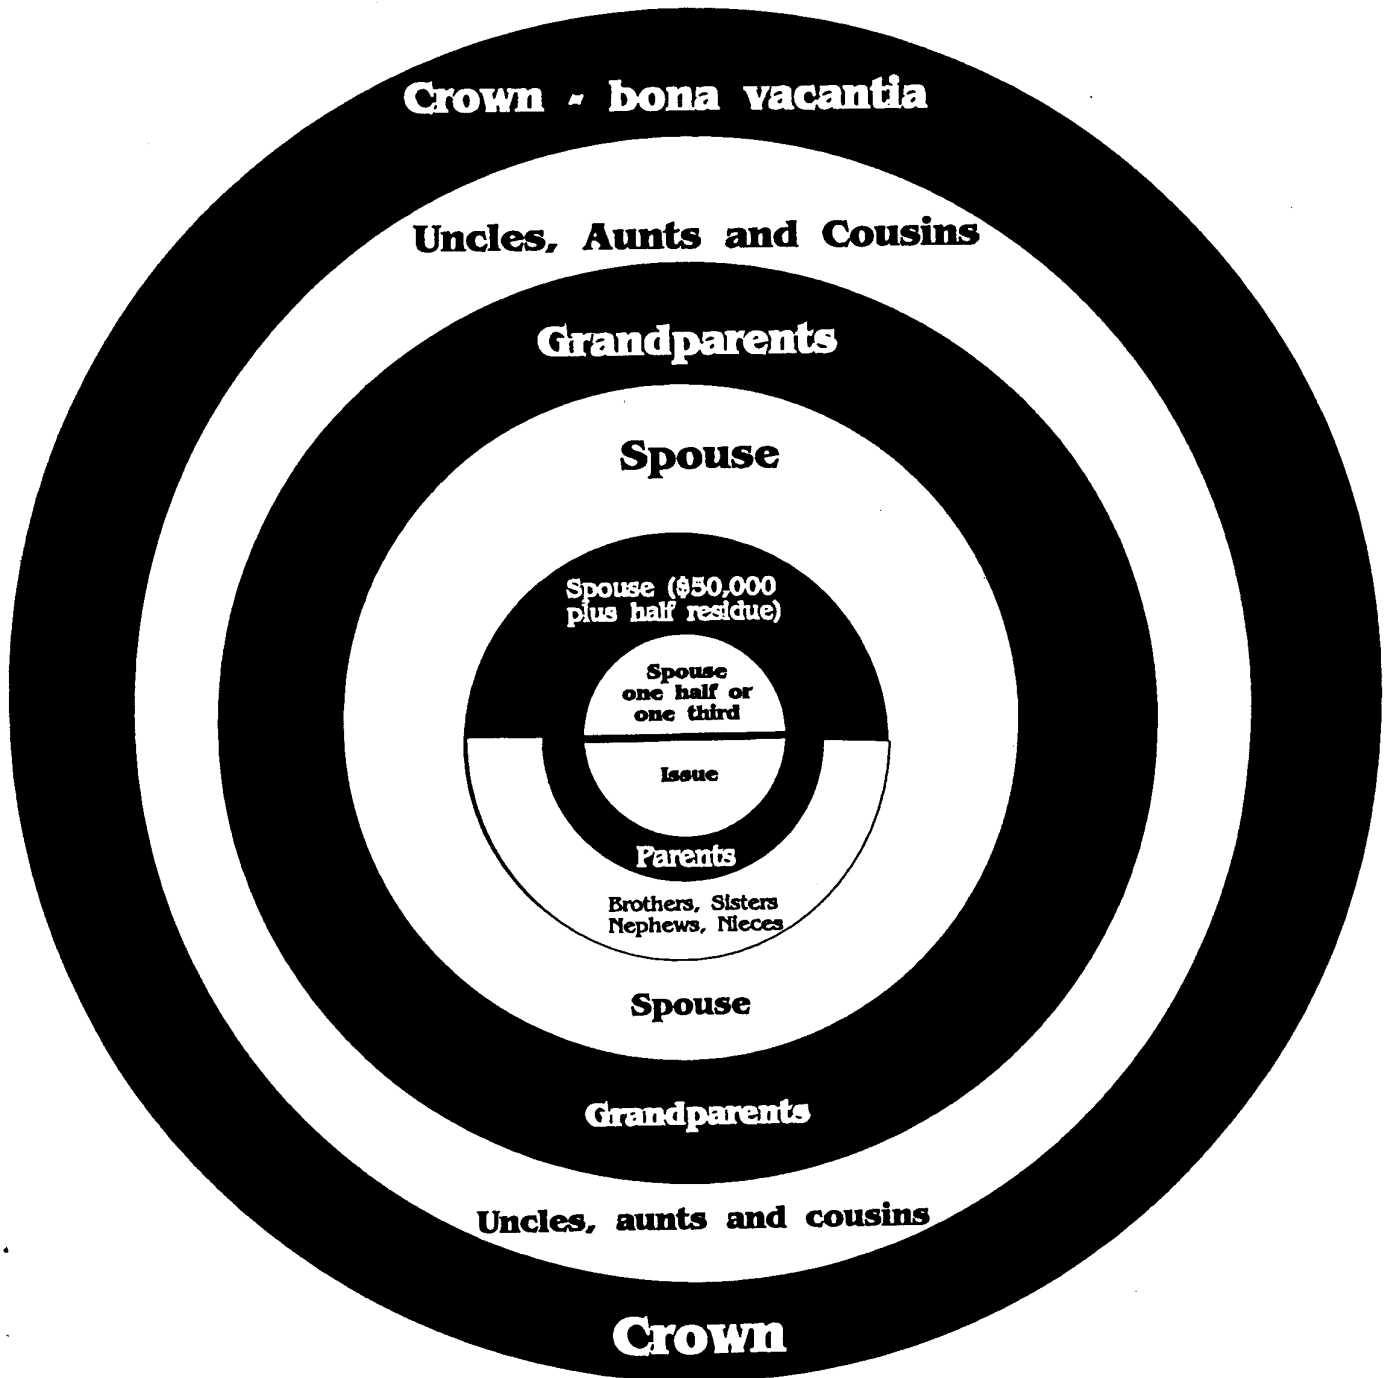 Crown - bona vacantia
Uncles, Aunts and Cousins
Grandparents
Spouse
Spouse ($50,000
plus half residue)
Spouse
one half or
one third
Issue
Parents
Brothers, Sisters
Nephews, Nieces
Spouse
Grandparents
Uncles, aunts and cousins
Crown